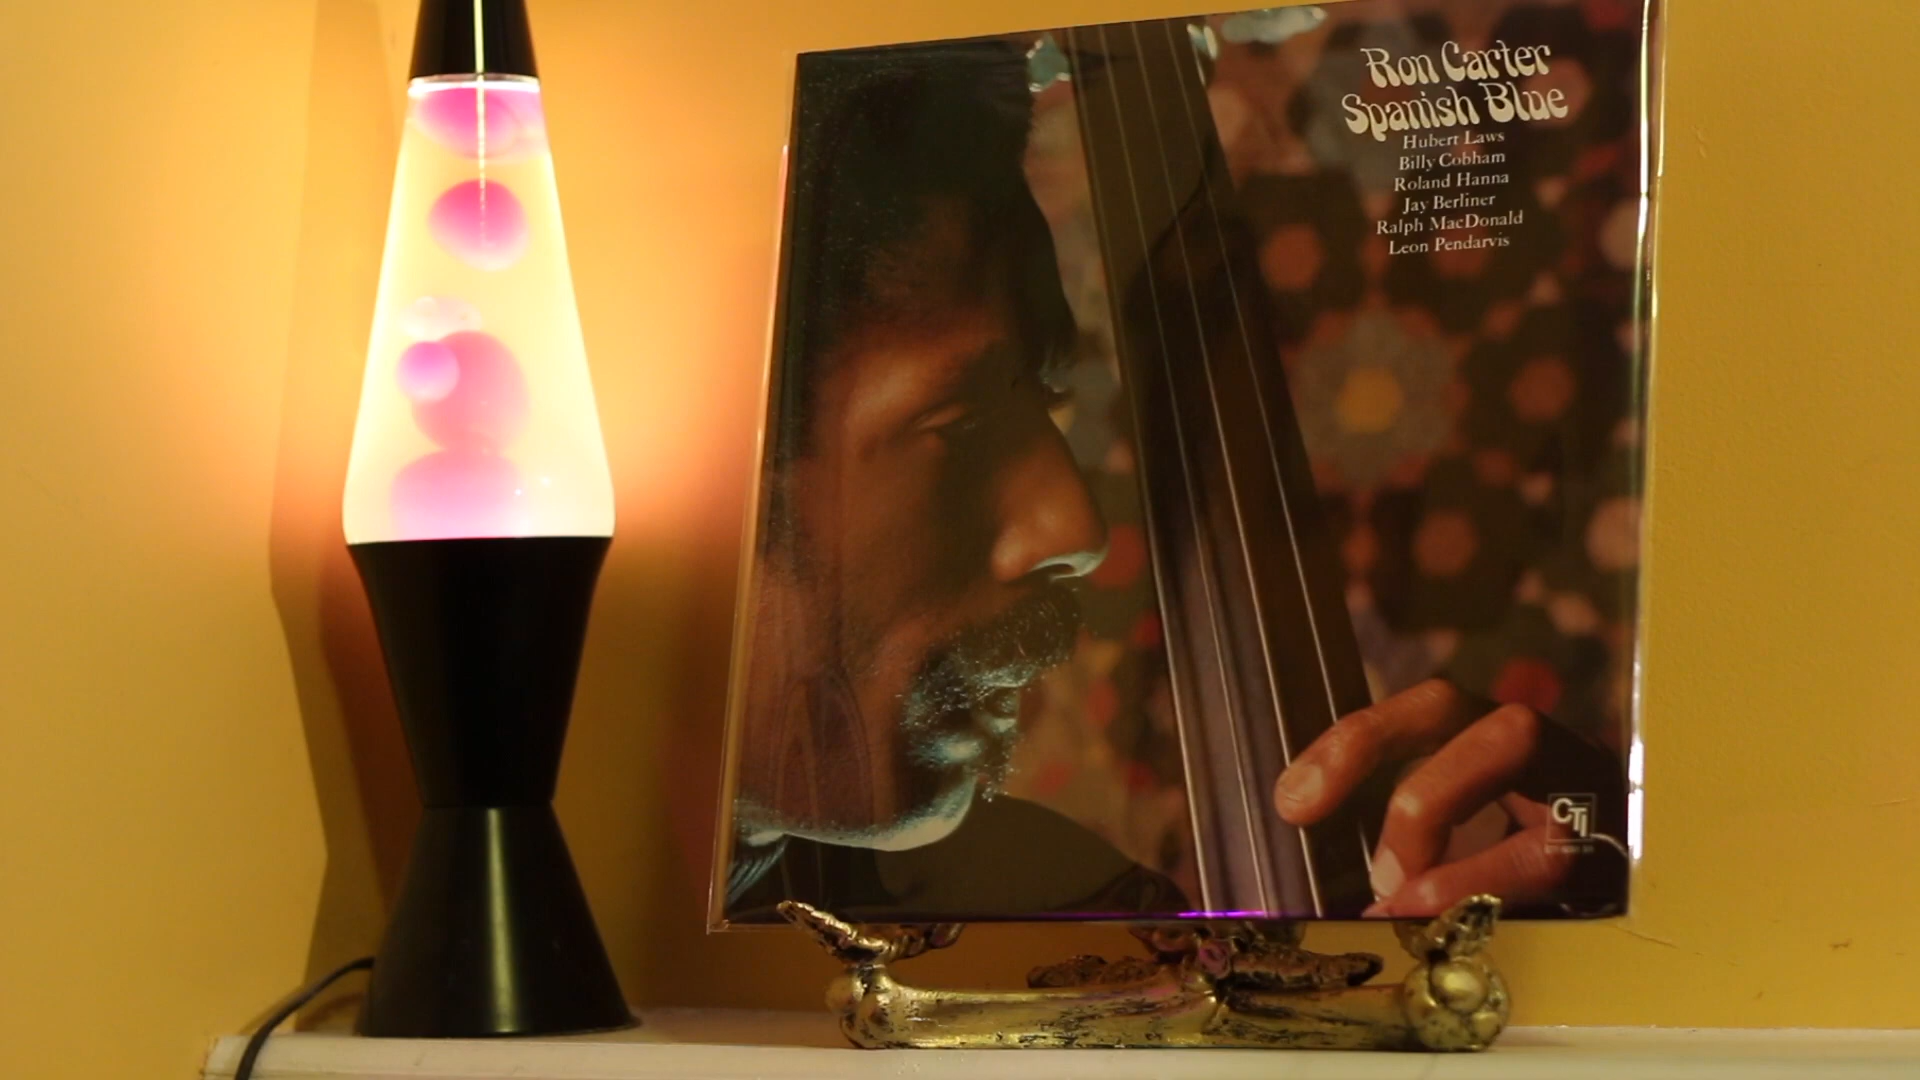 Ron Carter
Spanish Blue
Hubert Laws
Billy Cobham
Roland Hanna
Jay Berliner
Ralph MacDonald
Leon Pendarvis
CTI